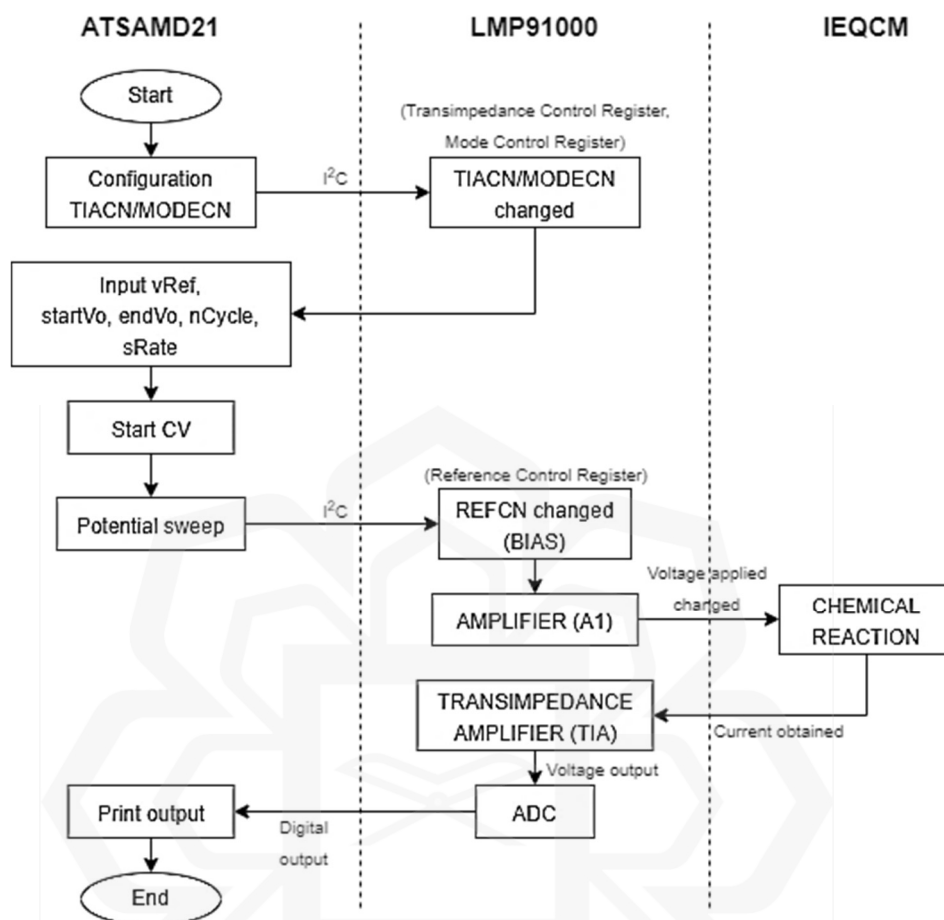 ATSAMD21
LMP91000
IEQCM
Start
(Transimpedance Control Register,
Mode Control Register)
Configuration
TIACN/MODECN
I²C
TIACN/MODECN
changed
Input vRef,
startVo, endVo, nCycle,
sRate
Start CV
(Reference Control Register)
Potential sweep
I²C
REFCN changed
(BIAS)
Voltage applied
changed
AMPLIFIER (A1)
CHEMICAL
REACTION
TRANSIMPEDANCE
AMPLIFIER (TIA)
Current obtained
Voltage output
Print output
Digital
output
ADC
End